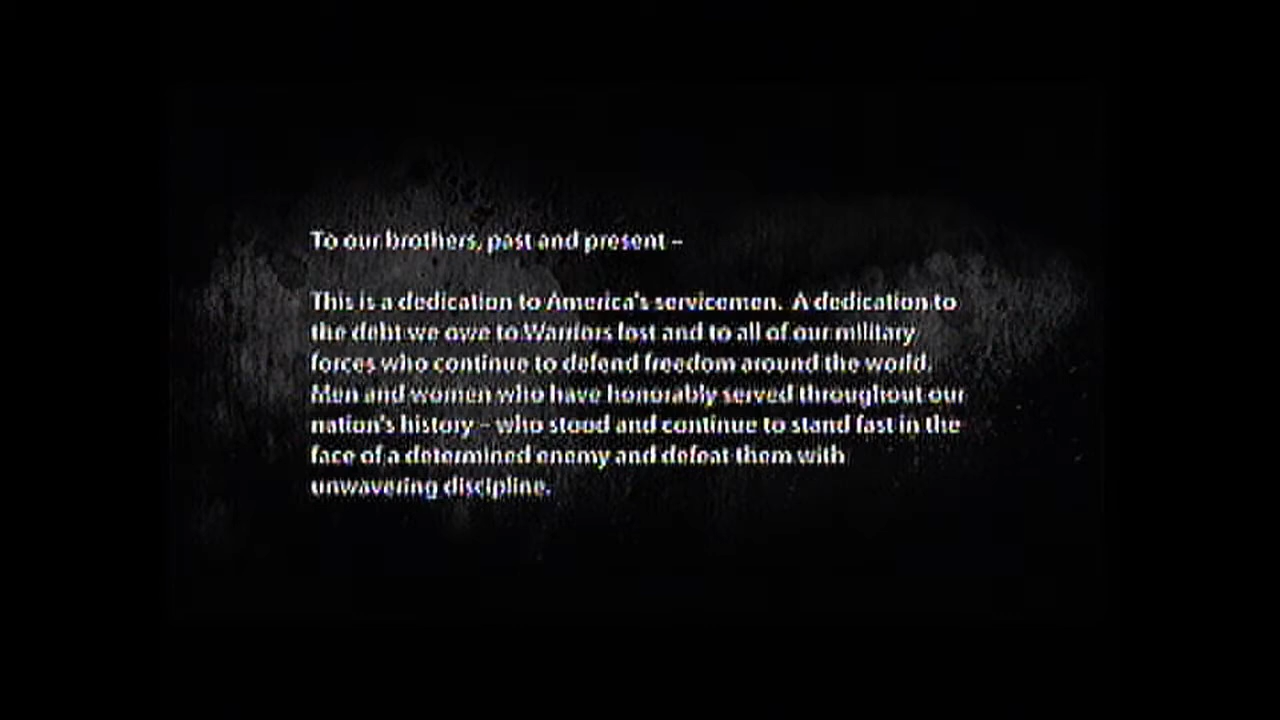 To our brothers, past and present –
This is a dedication to America's servicemen.  A dedication to
the debt we owe to Warriors lost and to all of our military
forces who continue to defend freedom around the world.
Men and women who have honorably served throughout our
nation's history – who stood and continue to stand fast in the
face of a determined enemy and defeat them with
unwavering discipline.